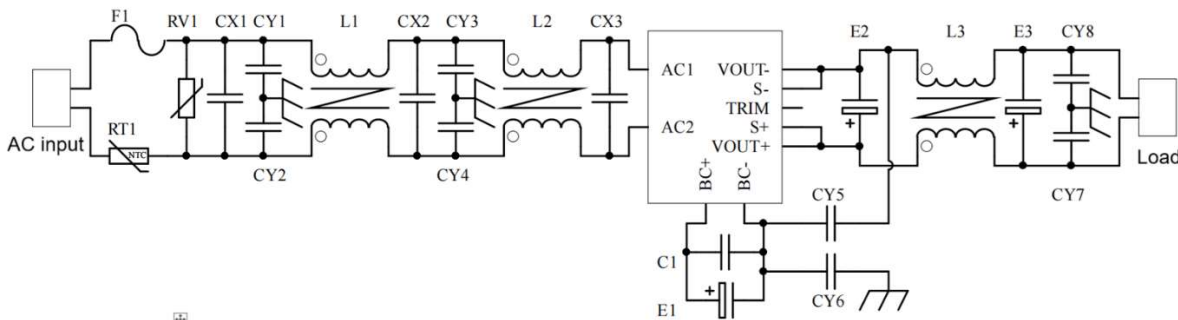 F1
RV1 CX1 CY1 L1 CX2 CY3 L2 CX3 E2 L3 E3 CY8
AC1 VOUT-
S-
TRIM
RT1 AC2 S+
AC input NTC VOUT+ Load
CY2 CY4 BC+ BC- CY5 CY7
C1
+ CY6
E1
+
+